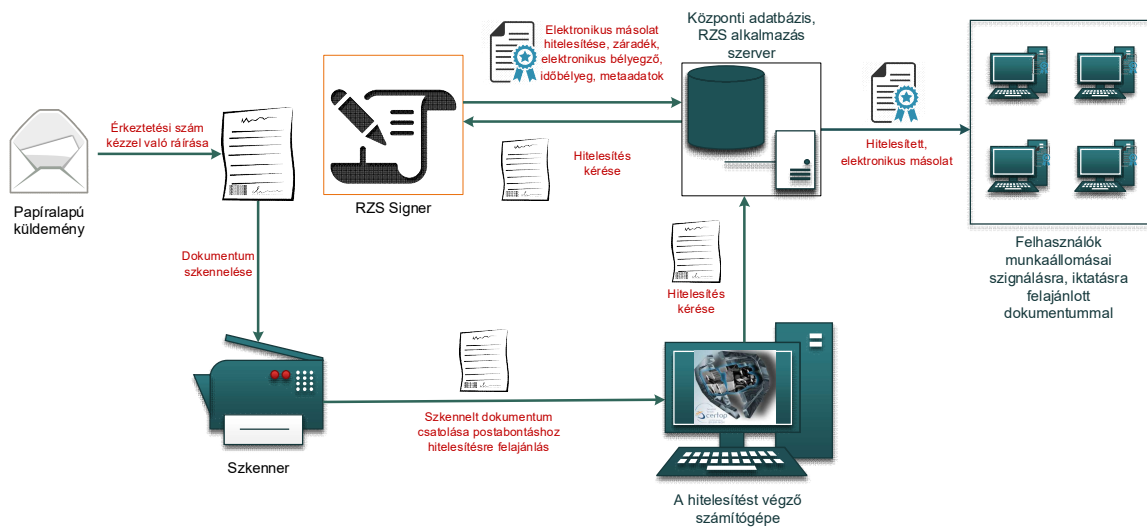 Elektronikus másolat
hitelesítése, záradék,
elektronikus bélyegző,
időbélyeg, metaadatok
Központi adatbázis,
RZS alkalmazás
szerver
Érkeztetési szám
kézzel való ráírása
Papíralapú
küldemény
RZS Signer
Hitelesítés
kérése
Hitelesített,
elektronikus másolat
Felhasználók
munkaállomásai
szignálásra, iktatásra
felajánlott
dokumentummal
Dokumentum
szkennelése
Hitelesítés
kérése
Szkenner
Szkennelt dokumentum
csatolása postabontáshoz
hitelesítésre felajánlás
certop
A hitelesítést végző
számítógépe